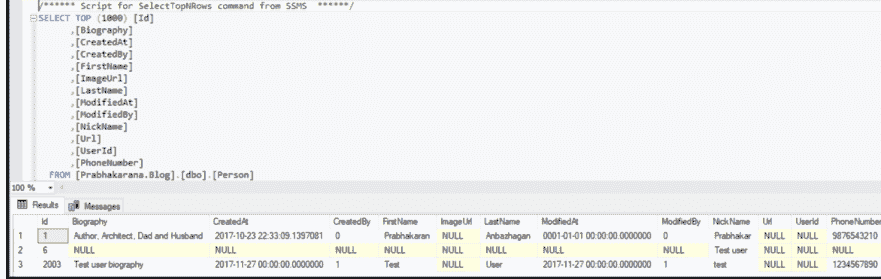 /****** Script for SelectTopNRows command from SSMS ******/
SELECT TOP (1000) [Id]
,[Biography]
,[CreatedAt]
,[CreatedBy]
,[FirstName]
,[ImageUrl]
,[LastName]
,[ModifiedAt]
,[ModifiedBy]
,[NickName]
,[Url]
,[UserId]
,[PhoneNumber]
FROM [Prabhakarana.Blog].[dbo].[Person]
100 %
Results Messages
Id Biography CreatedAt CreatedBy FirstName ImageUrl LastName ModifiedAt ModifiedBy NickName Url UserId PhoneNumber
1 1 Author, Architect, Dad and Husband 2017-10-23 22:33:09.1397081 0 Prabhakaran NULL Anbazhagan 0001-01-01 00:00:00.0000000 0 Prabhakar NULL NULL 9876543210
2 6 NULL NULL NULL NULL NULL NULL NULL NULL Test user NULL NULL NULL
3 2003 Test user biography 2017-11-27 00:00:00.0000000 1 Test NULL User 2017-11-27 00:00:00.0000000 1 test NULL NULL 1234567890